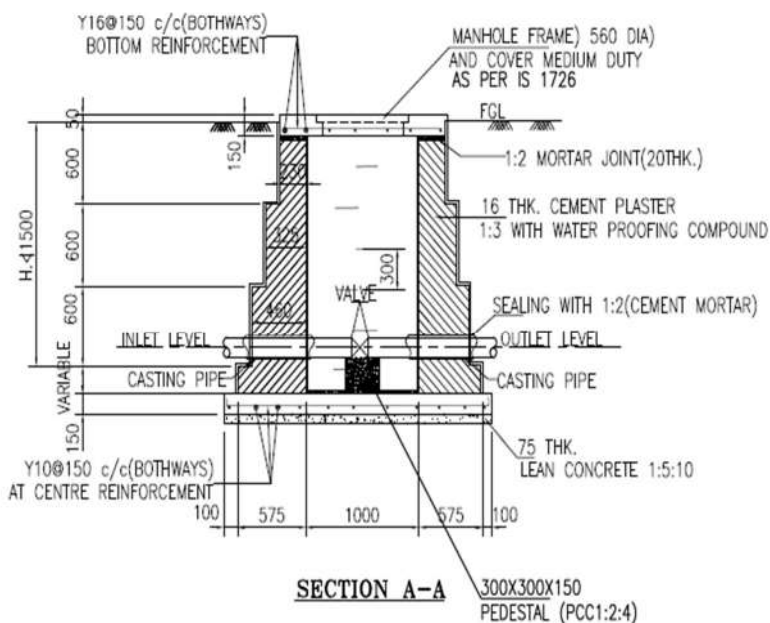 Y16@150 c/c(BOTHWAYS)
BOTTOM REINFORCEMENT
MANHOLE FRAME) 560 DIA)
AND COVER MEDIUM DUTY
AS PER IS 1726
FGL
50
150
600
1:2 MORTAR JOINT(20THK.)
230
16 THK. CEMENT PLASTER
1:3 WITH WATER PROOFING COMPOUND
600
300
VALVE
600
460
SEALING WITH 1:2(CEMENT MORTAR)
INLET LEVEL
OUTLET LEVEL
CASTING PIPE
CASTING PIPE
VARIABLE
150
75 THK.
LEAN CONCRETE 1:5:10
Y10@150 c/c(BOTHWAYS)
AT CENTRE REINFORCEMENT
100
575
1000
575
100
SECTION A-A
300X300X150
PEDESTAL (PCC1:2:4)